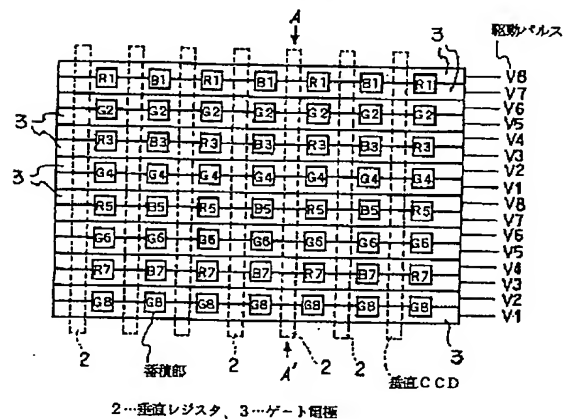 A
駆動パルス
3
R1 B1 R1 B1 R1 B1 R1
V8
V7
3
G2 G2 G2 G2 G2 G2 G2
V6
V5
R3 B3 R3 B3 R3 B3 R3
V4
V3
3
G4 G4 G4 G4 G4 G4 G4
V2
V1
R5 B5 R5 B5 R5 B5 R5
V8
V7
G6 G6 G6 G6 G6 G6 G6
V6
V5
R7 B7 R7 B7 R7 B7 R7
V4
V3
G8 G8 G8 G8 G8 G8 G8
V2
V1
2 蓄積部 2 A' 2 2 垂直CCD 3
2…垂直レジスタ、3…ゲート電極